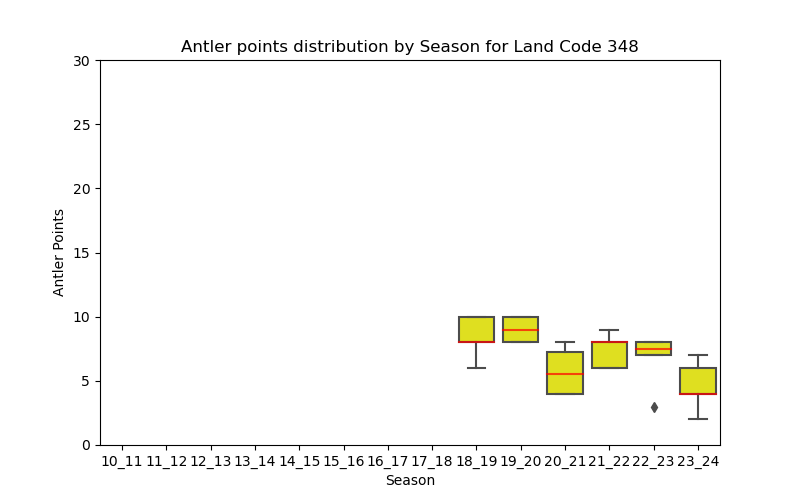 Antler points distribution by Season for Land Code 348
30
25
20
15
10
5
0
Antler Points
10_11 11_12 12_13 13_14 14_15 15_16 16_17 17_18 18_19 19_20 20_21 21_22 22_23 23_24
Season